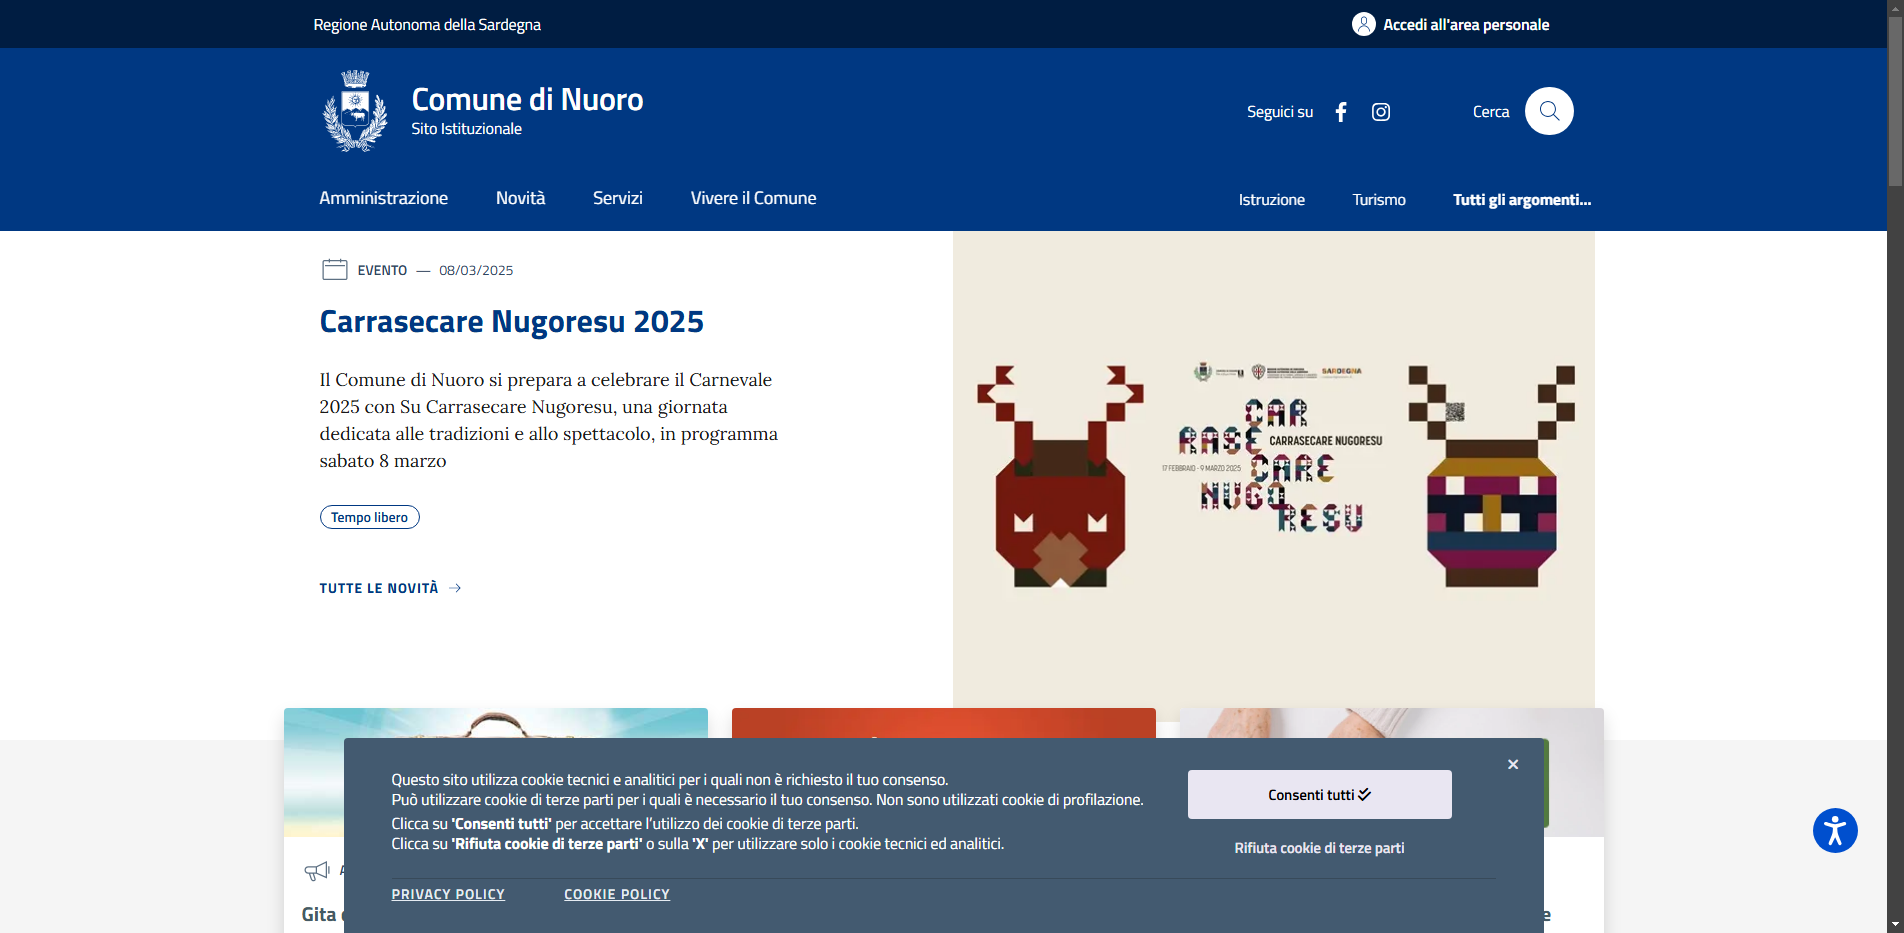 Regione Autonoma della Sardegna
Accedi all'area personale
Comune di Nuoro
Sito Istituzionale
Seguici su
Cerca
Amministrazione
Novità
Servizi
Vivere il Comune
Istruzione
Turismo
Tutti gli argomenti...
EVENTO — 08/03/2025
Carrasecare Nugoresu 2025
Il Comune di Nuoro si prepara a celebrare il Carnevale
2025 con Su Carrasecare Nugoresu, una giornata
dedicata alle tradizioni e allo spettacolo, in programma
sabato 8 marzo
Tempo libero
TUTTE LE NOVITÀ
SARDEGNA
CAR
RASE
CARRASECARE NUGORESU
17 FEBBRAIO - 9 MARZO 2025
CARE
NUGO
RESU
Questo sito utilizza cookie tecnici e analitici per i quali non è richiesto il tuo consenso.
Può utilizzare cookie di terze parti per i quali è necessario il tuo consenso. Non sono utilizzati cookie di profilazione.
Clicca su 'Consenti tutti' per accettare l'utilizzo dei cookie di terze parti.
Clicca su 'Rifiuta cookie di terze parti' o sulla 'X' per utilizzare solo i cookie tecnici ed analitici.
Consenti tutti
Rifiuta cookie di terze parti
PRIVACY POLICY
COOKIE POLICY
Gita